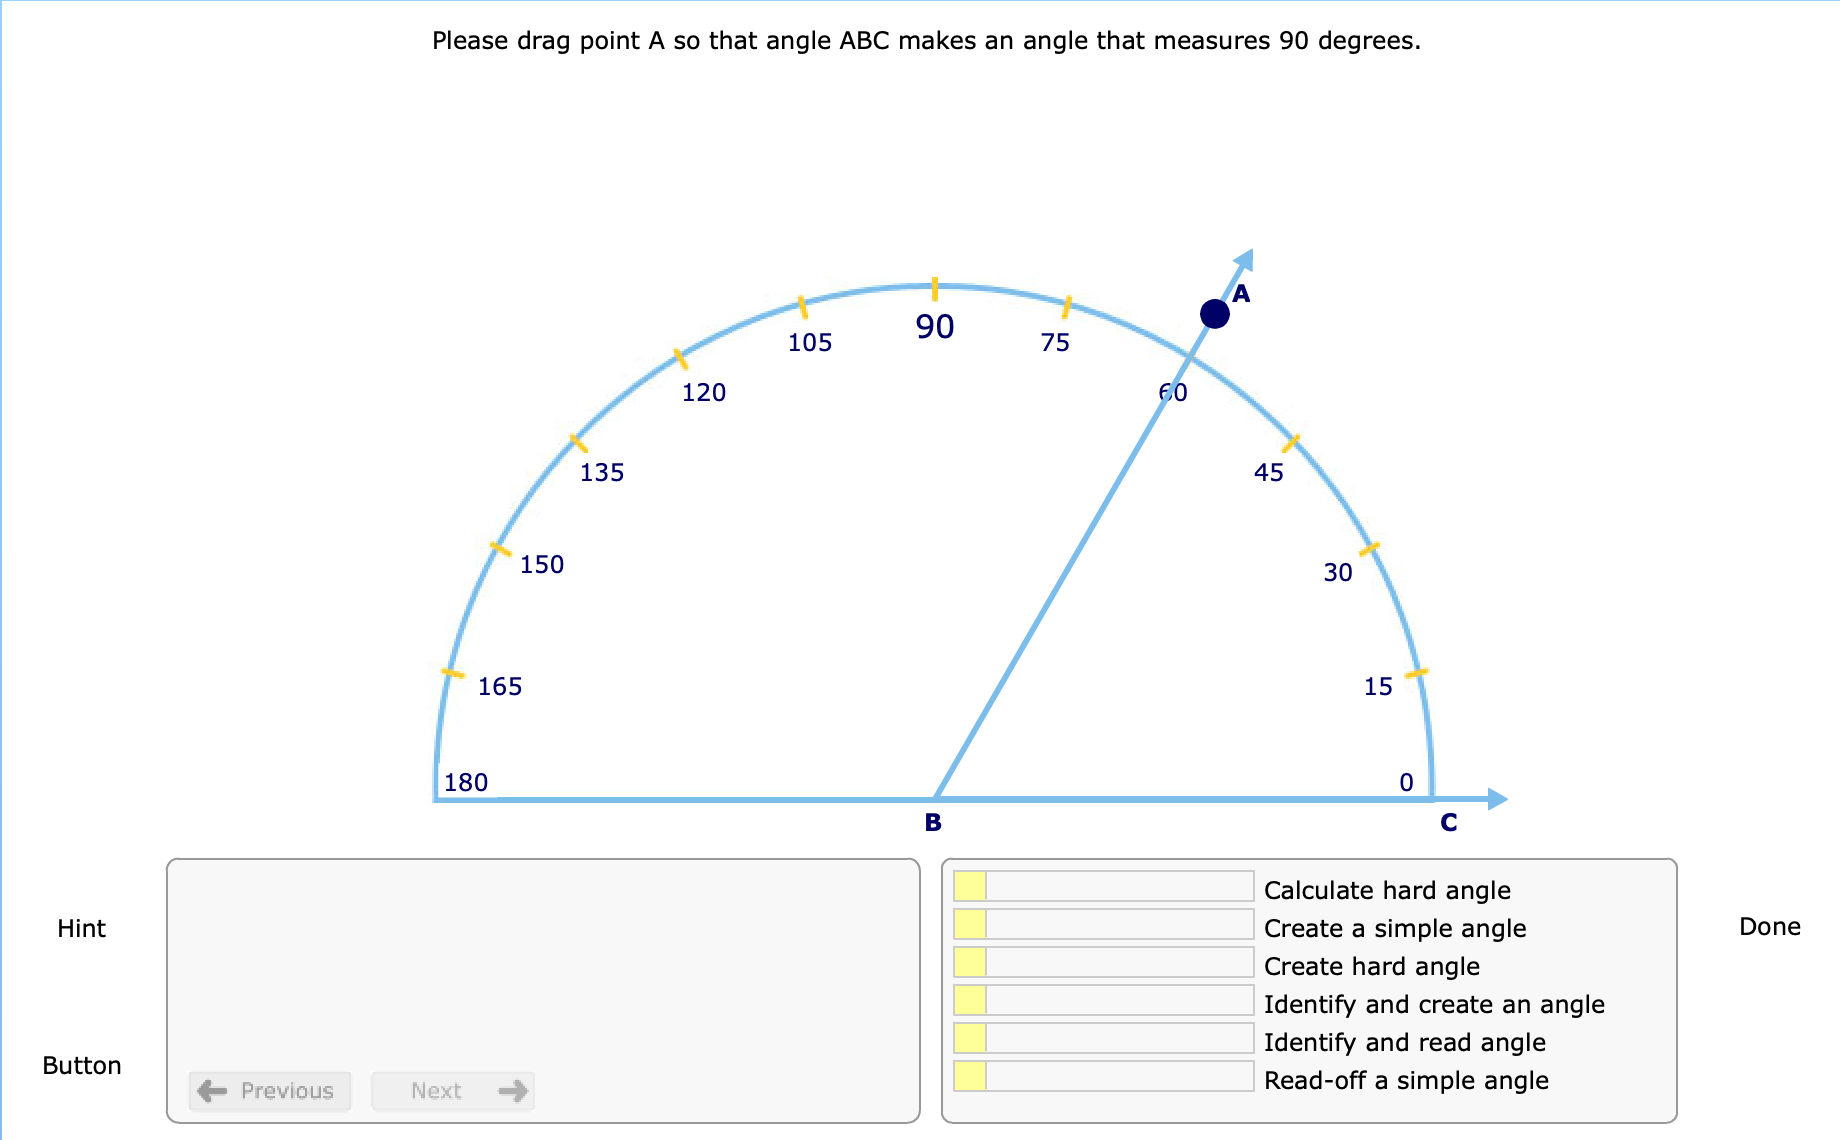 Please drag point A so that angle ABC makes an angle that measures 90 degrees.
A
90
105
75
120
60
135
45
150
30
165
15
180
0
B
C
Hint
Button
Previous
Next
Calculate hard angle
Create a simple angle
Create hard angle
Identify and create an angle
Identify and read angle
Read-off a simple angle
Done